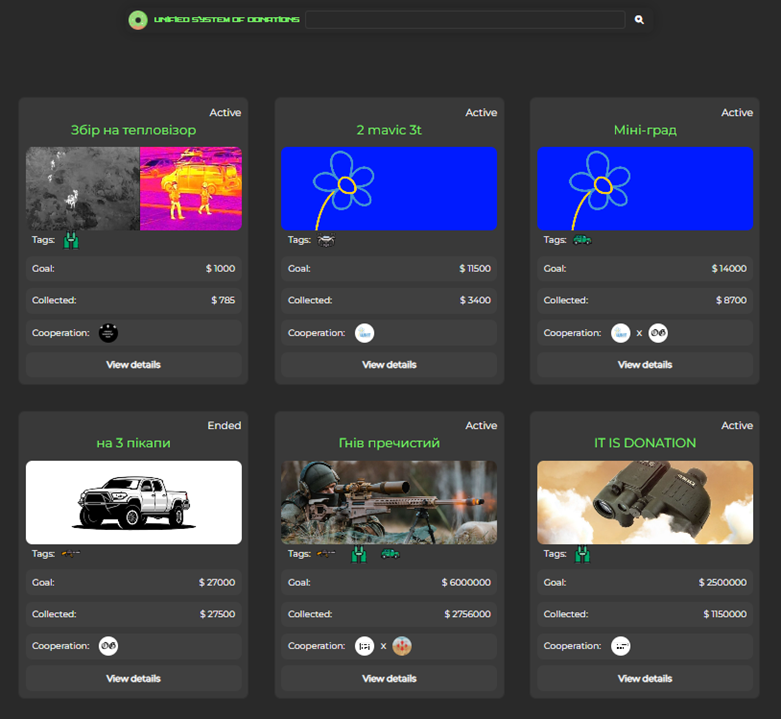 UNIFIED SYSTEM OF DONATIONS
Active
Збір на тепловізор
Tags:
Goal: $ 1000
Collected: $ 785
Cooperation:
View details
Active
2 mavic 3t
Tags:
Goal: $ 11500
Collected: $ 3400
Cooperation:
View details
Active
Міні-град
Tags:
Goal: $ 14000
Collected: $ 8700
Cooperation: x
View details
Ended
на 3 пікапи
Tags:
Goal: $ 27000
Collected: $ 27500
Cooperation:
View details
Active
Гнів пречистий
Tags:
Goal: $ 6000000
Collected: $ 2756000
Cooperation: x
View details
Active
IT IS DONATION
Tags:
Goal: $ 2500000
Collected: $ 1150000
Cooperation:
View details